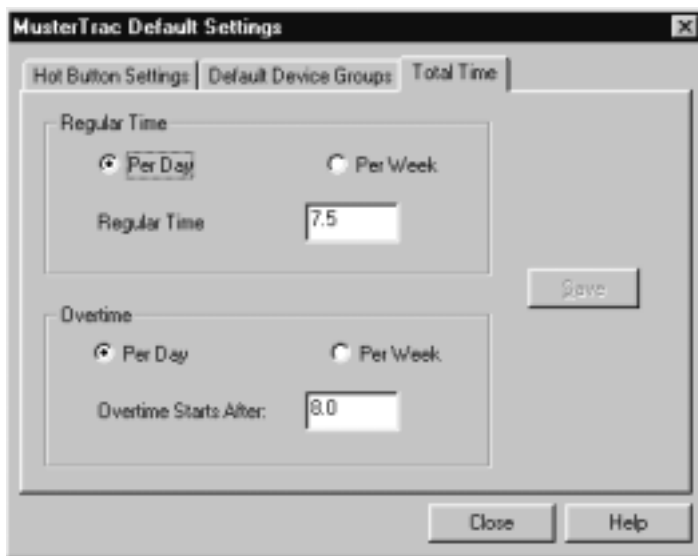 MusterTrac Default Settings
Hot Button Settings Default Device Groups Total Time
Regular Time
Per Day Per Week
Regular Time 7.5
Save
Overtime
Per Day Per Week
Overtime Starts After: 8.0
Close Help